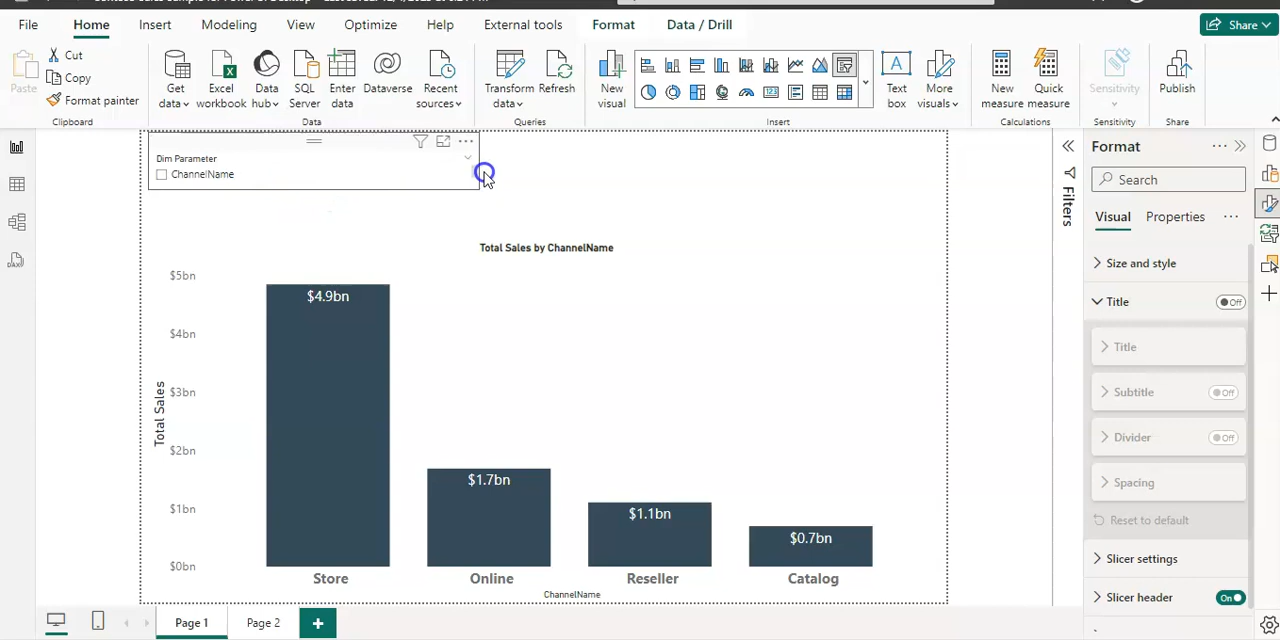 File Home Insert Modeling View Optimize External tools Format Data / Drill Share
Paste
Cut
Copy
Format painter
Clipboard
Get
data
Excel
workbook
Data
hub
SQL
Server
Enter
data
Dataverse
Recent
sources
Data
Transform
data
Refresh
Queries
New
visual
Text
box
More
visuals
Insert
New
measure
Quick
measure
Calculations
Sensitivity
Sensitivity
Publish
Share
Dim Parameter
ChannelName
Total Sales by ChannelName
Total Sales
$5bn
$4bn
$3bn
$2bn
$1bn
$0bn
$4.9bn
$1.7bn
$1.1bn
$0.7bn
Store Online Reseller Catalog
ChannelName
Filters
Format
Search
Visual Properties
Size and style
Title Off
Title
Subtitle Off
Divider Off
Spacing
Reset to default
Slicer settings
Slicer header On
Page 1 Page 2